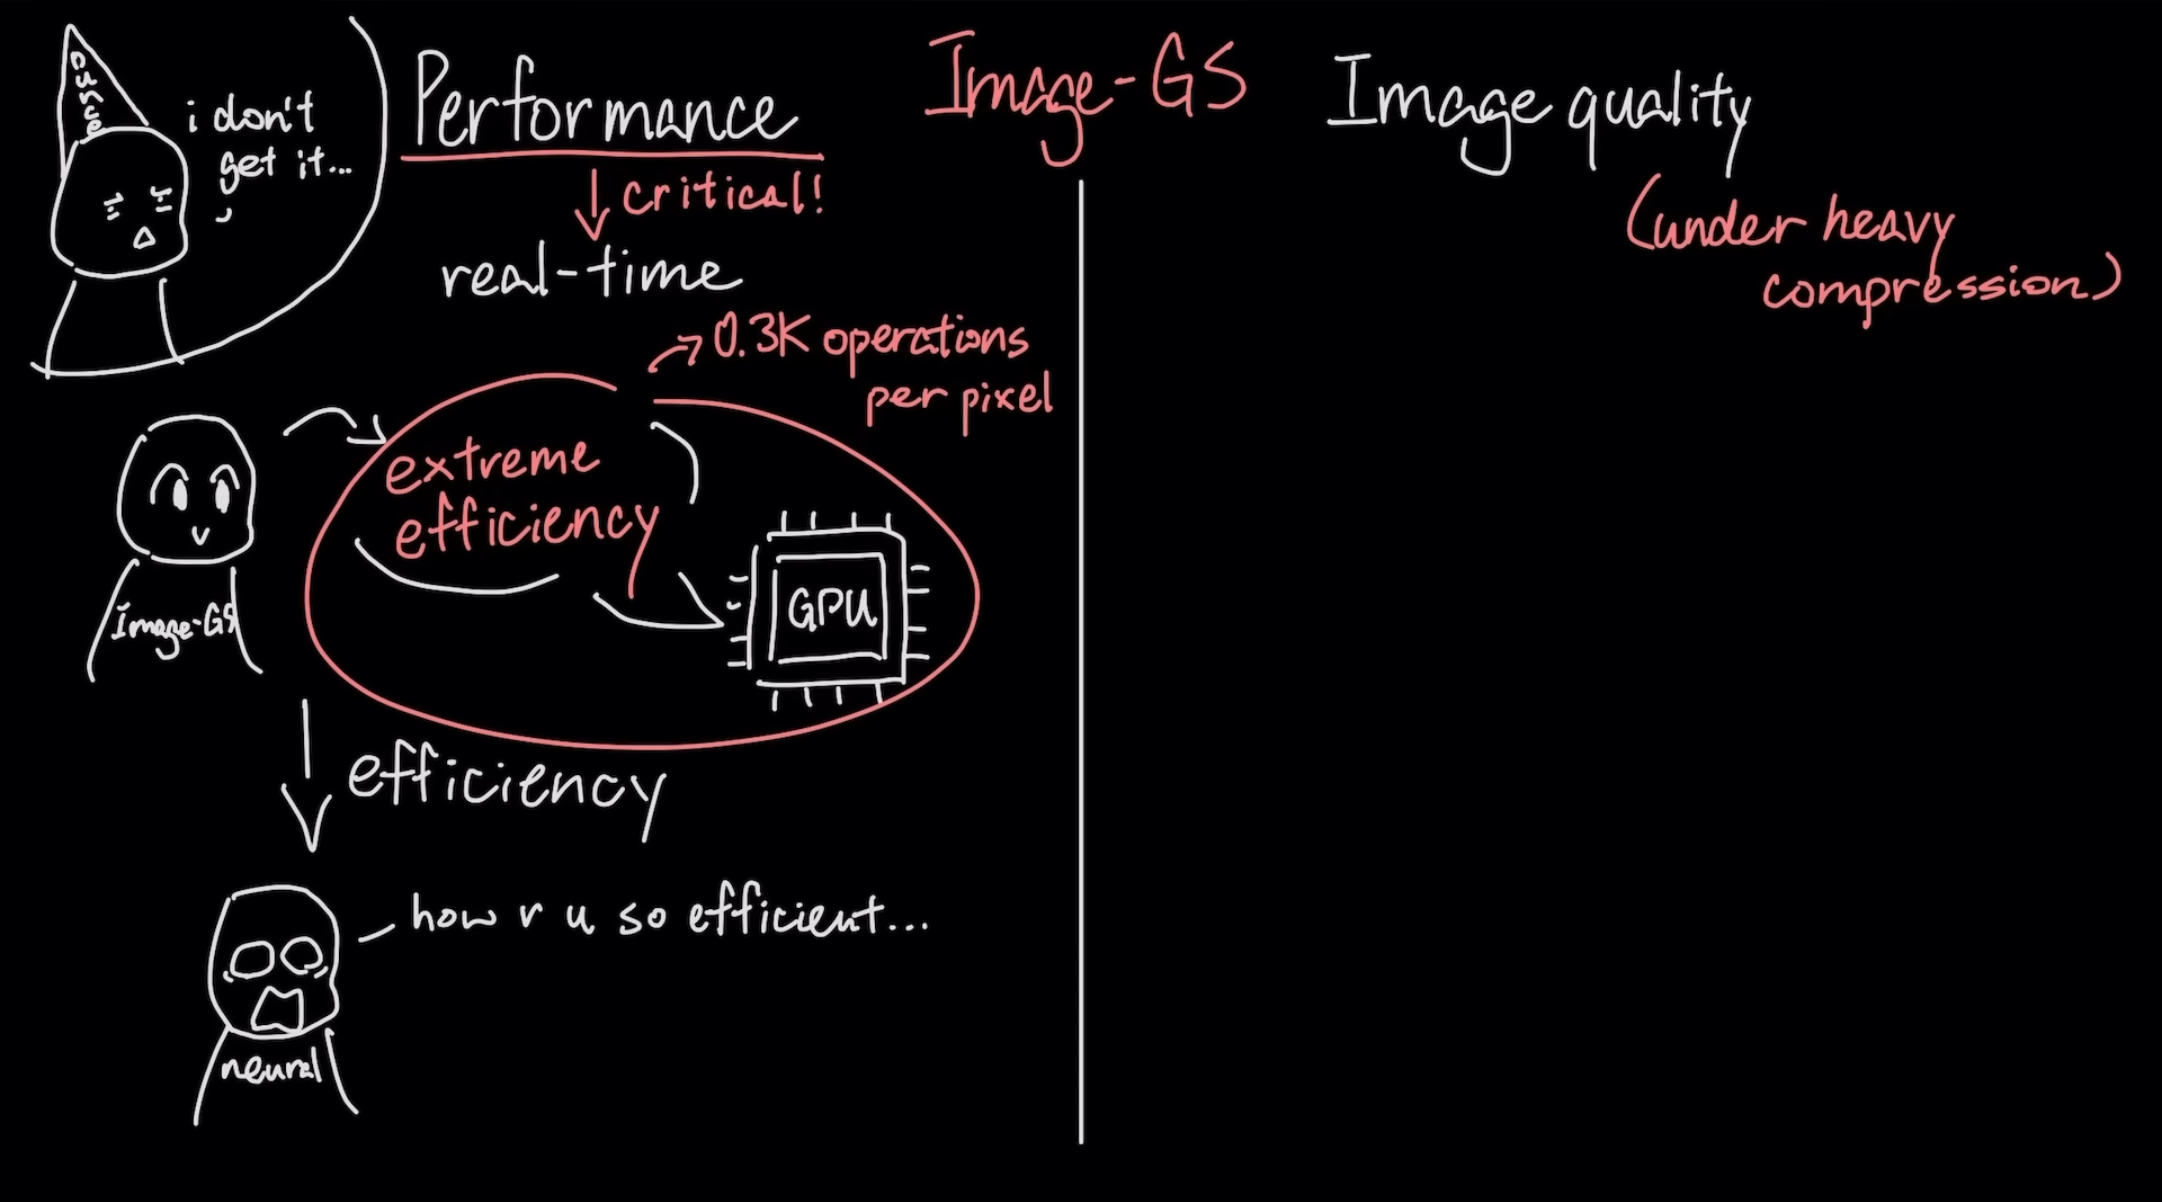 dunce
i don't
get it...
Performance
critical!
real-time
0.3K operations
per pixel
extreme
efficiency
GPU
Image-GS
efficiency
how r u so efficient...
neural
Image-GS
Image quality
(under heavy
compression)